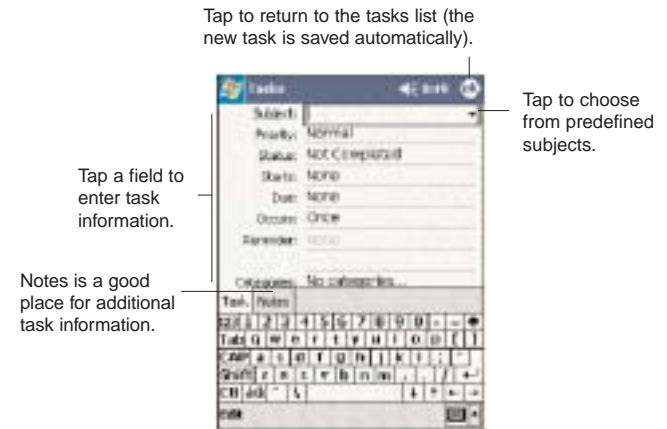 Tap to return to the tasks list (the
new task is saved automatically).
Tasks
Subject:
Tap to choose
from predefined
subjects.
Priority: Normal
Status: Not Completed
Starts: None
Due: None
Occurs: Once
Reminder: None
Categories: No categories...
Tap a field to
enter task
information.
Notes is a good
place for additional
task information.
Task Notes
123 1 2 3 4 5 6 7 8 9 0 - =
Tab q w e r t y u i o p [ ]
CAP a s d f g h j k l ; '
Shift z x c v b n m , . /
Ctl áü ` \
Edit